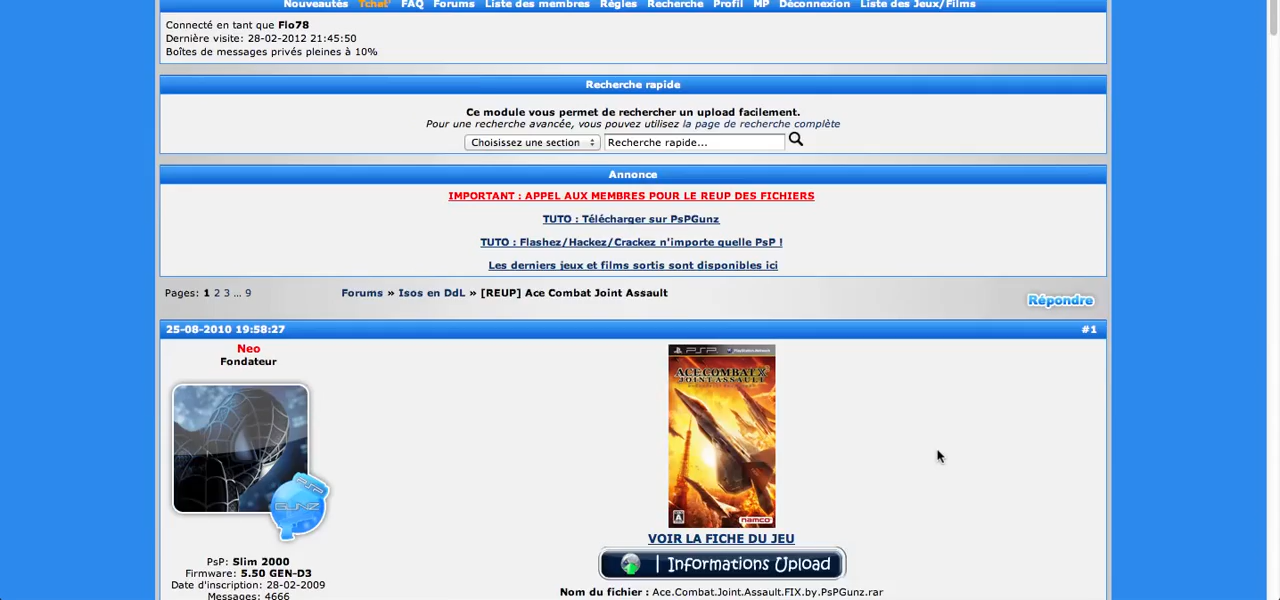 Nouveautés Tchat' FAQ Forums Liste des membres Règles Recherche Profil MP Déconnexion Liste des Jeux/Films
Connecté en tant que Flo78
Dernière visite: 28-02-2012 21:45:50
Boîtes de messages privés pleines à 10%
Recherche rapide
Ce module vous permet de rechercher un upload facilement.
Pour une recherche avancée, vous pouvez utilisez la page de recherche complète
Choisissez une section Recherche rapide...
Annonce
IMPORTANT : APPEL AUX MEMBRES POUR LE REUP DES FICHIERS
TUTO : Télécharger sur PsPGunz
TUTO : Flashez/Hackez/Crackez n'importe quelle PsP !
Les derniers jeux et films sortis sont disponibles ici
Pages: 1 2 3 … 9 Forums » Isos en DdL » [REUP] Ace Combat Joint Assault
Répondre
25-08-2010 19:58:27 #1
Neo
Fondateur
PSP
ACE COMBAT X
JOINT ASSAULT
namco
PSP
GUNZ
VOIR LA FICHE DU JEU
| Informations Upload
PsP: Slim 2000
Firmware: 5.50 GEN-D3
Date d'inscription: 28-02-2009
Messages: 4666
Nom du fichier : Ace.Combat.Joint.Assault.FIX.by.PsPGunz.rar